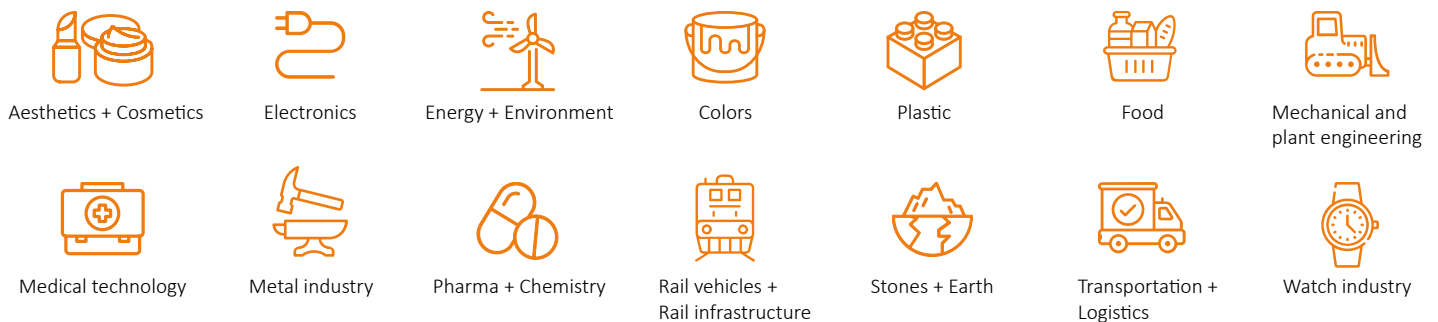 Aesthetics + Cosmetics
Electronics
Energy + Environment
Colors
Plastic
Food
Mechanical and
plant engineering
Medical technology
Metal industry
Pharma + Chemistry
Rail vehicles +
Rail infrastructure
Stones + Earth
Transportation +
Logistics
Watch industry